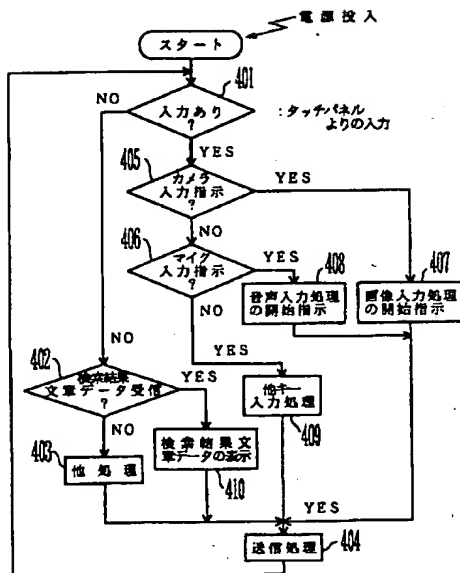 電源投入
スタート
401
NO
入力あり
?
:タッチパネル
よりの入力
YES
405
カメラ
入力指示
?
YES
NO
406
マイグ
入力指示
?
YES
408
407
音声入力処理
の開始指示
画像入力処理
の開始指示
NO
NO
YES
402
検索結果
文章データ受信
?
YES
他キー
入力処理
409
NO
403
他処理
検索結果文
章データの表示
410
YES
送信処理
404